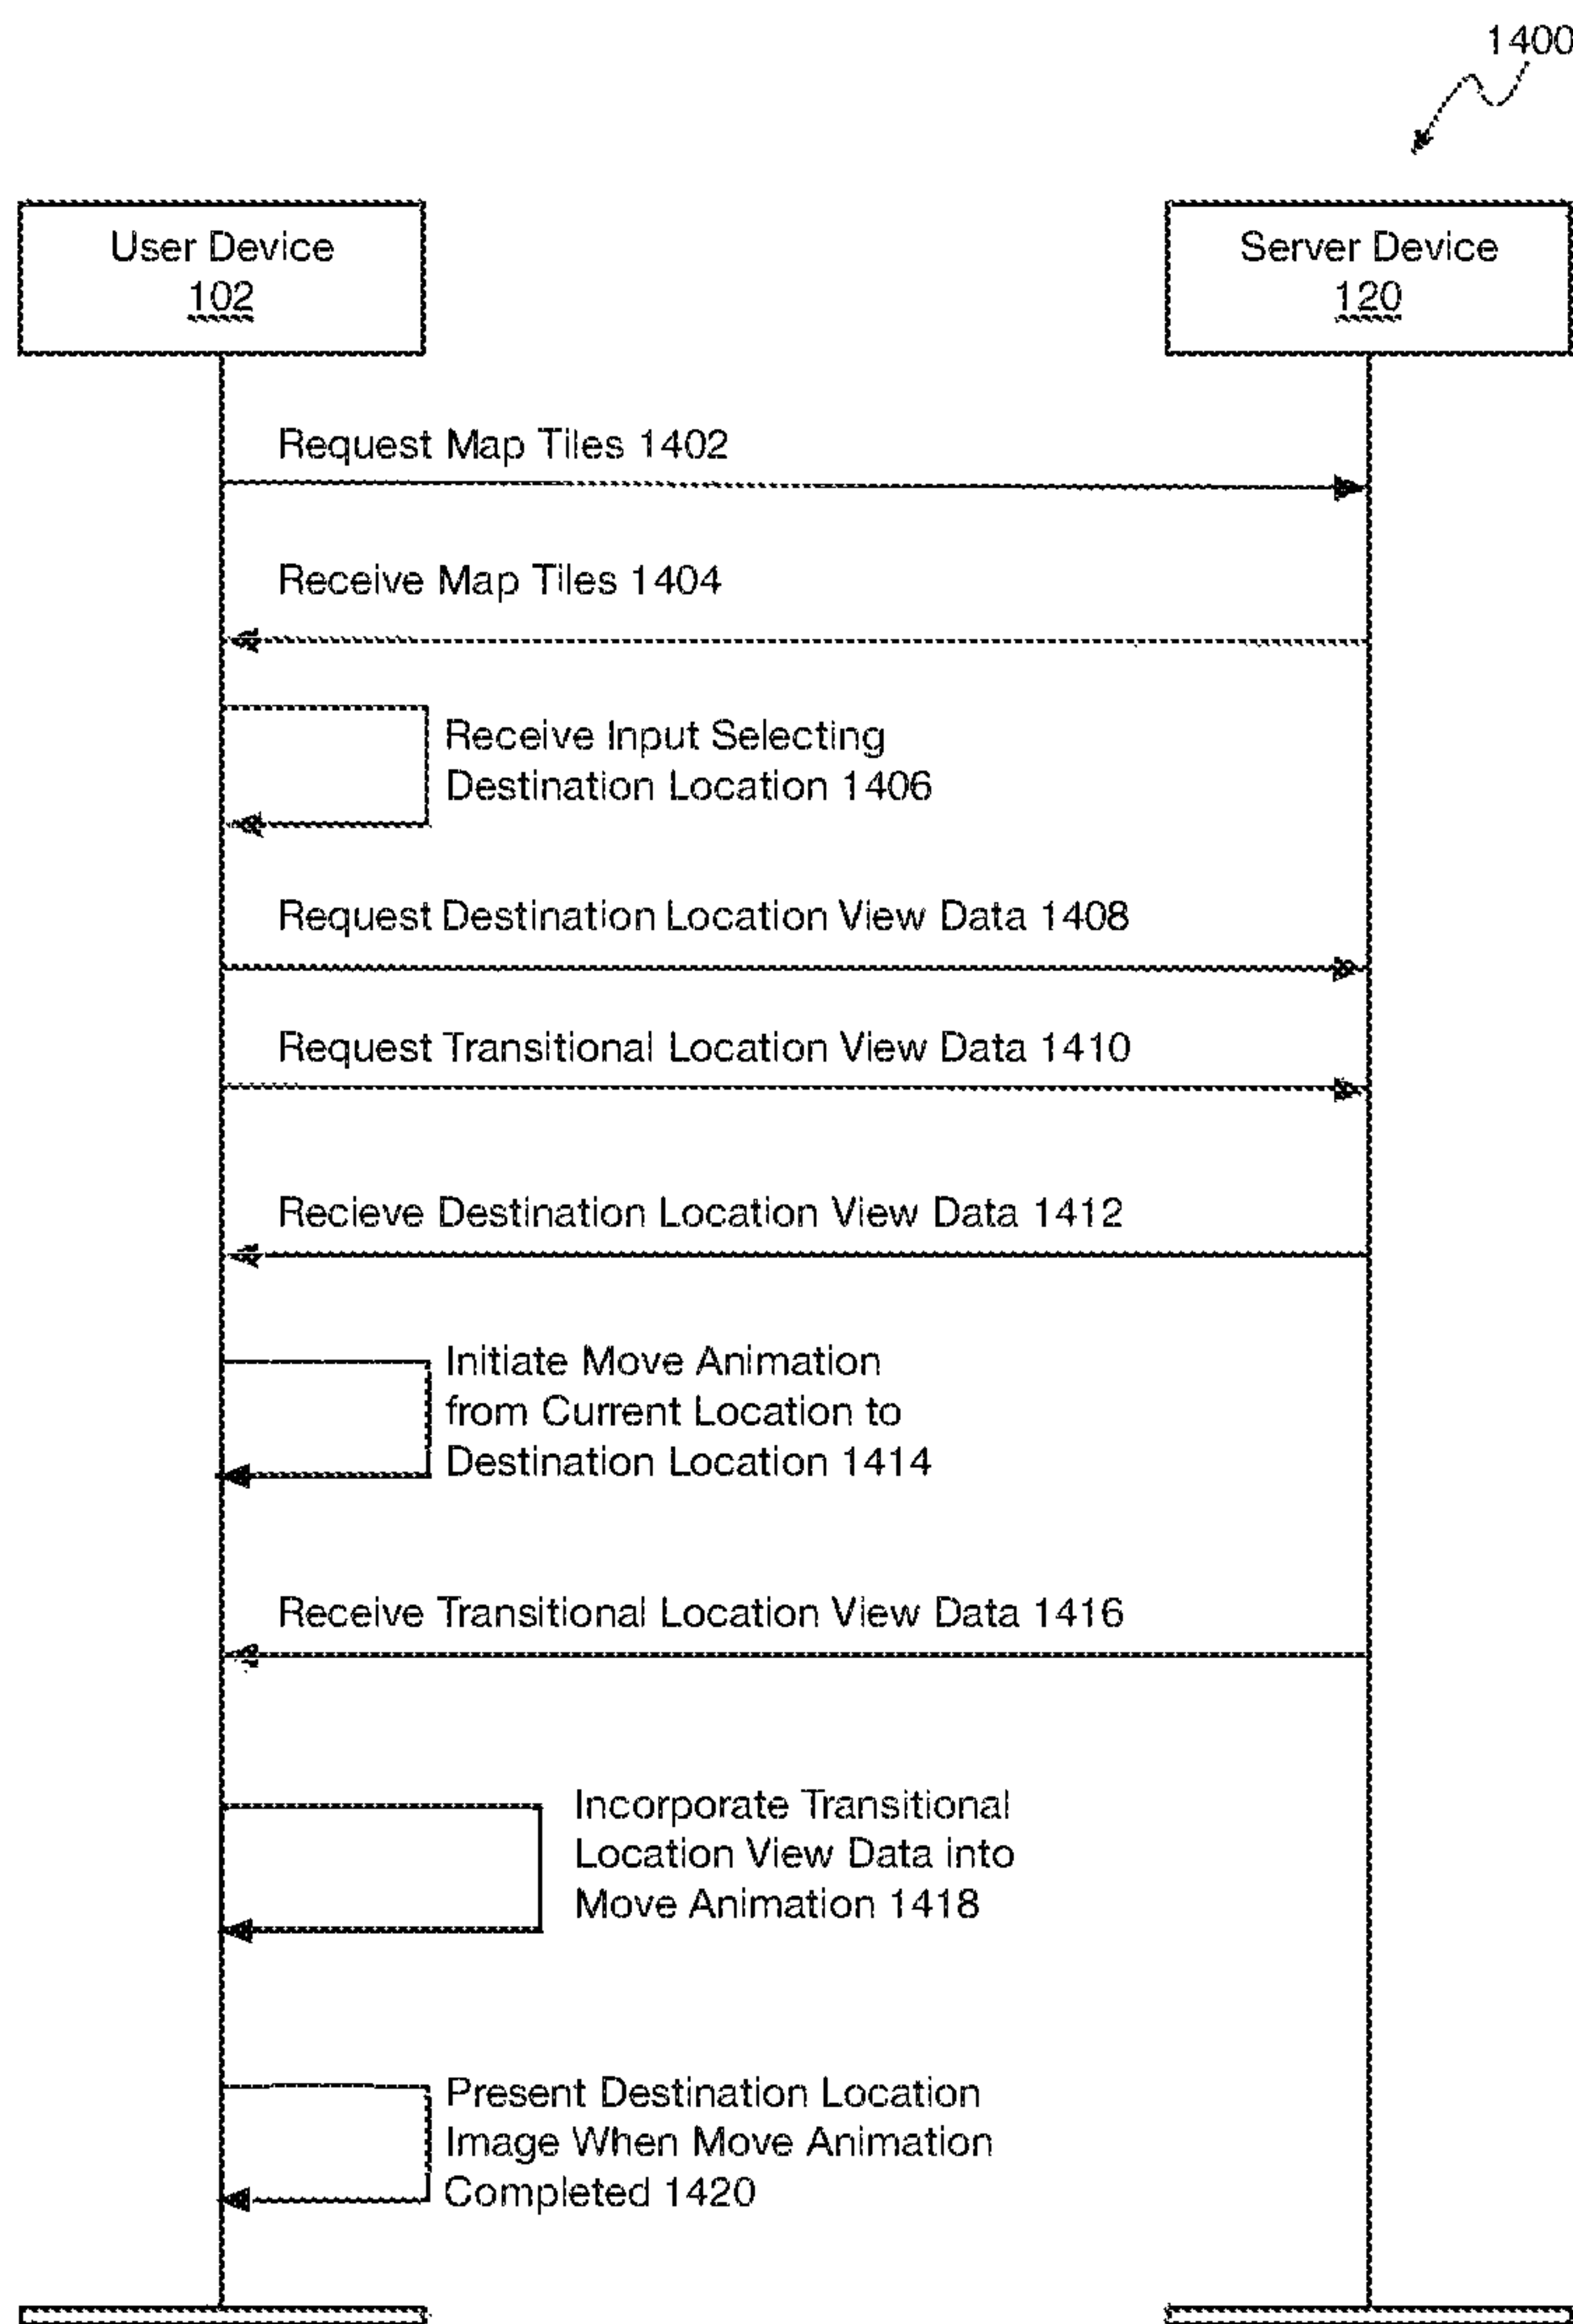 1400
User Device
102
Server Device
120
Request Map Tiles 1402
Receive Map Tiles 1404
Receive Input Selecting
Destination Location 1406
Request Destination Location View Data 1408
Request Transitional Location View Data 1410
Recieve Destination Location View Data 1412
Initiate Move Animation
from Current Location to
Destination Location 1414
Receive Transitional Location View Data 1416
Incorporate Transitional
Location View Data into
Move Animation 1418
Present Destination Location
Image When Move Animation
Completed 1420